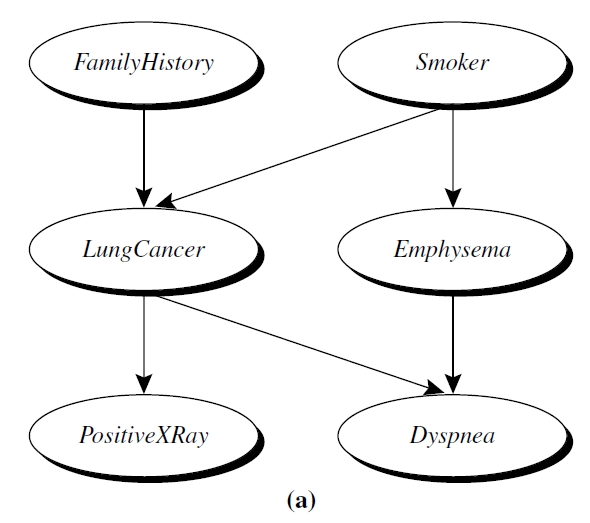 FamilyHistory
Smoker
LungCancer
Emphysema
PositiveXRay
Dyspnea
(a)